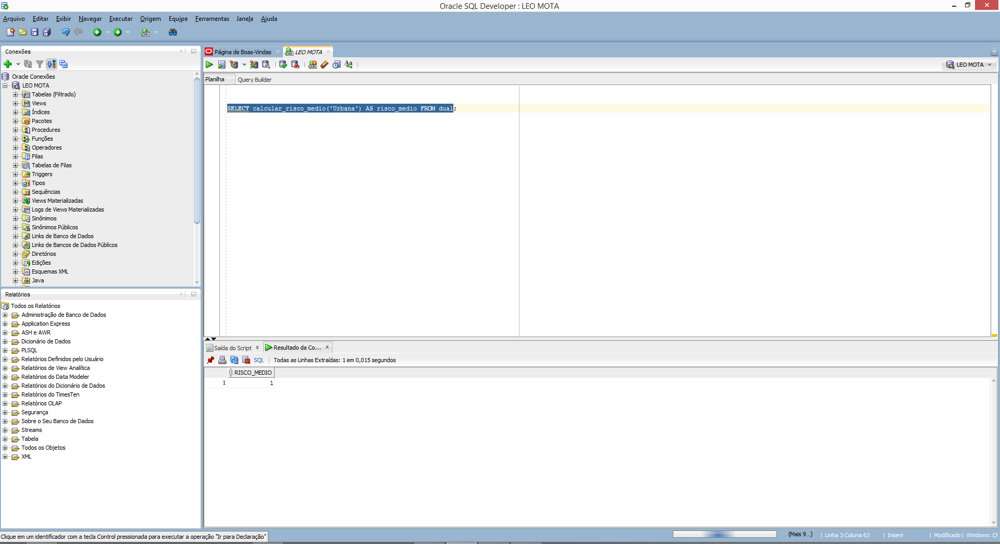 Oracle SQL Developer : LEO MOTA
Arquivo Editar Exibir Navegar Executar Origem Equipe Ferramentas Janela Ajuda
Conexões
Oracle Conexões
LEO MOTA
Tabelas (Filtrado)
Views
Índices
Pacotes
Procedures
Funções
Operadores
Filas
Tabelas de Filas
Triggers
Tipos
Sequências
Views Materializadas
Logs de Views Materializadas
Sinônimos
Sinônimos Públicos
Links de Banco de Dados
Links de Bancos de Dados Públicos
Diretórios
Edições
Esquemas XML
Java
Relatórios
Todos os Relatórios
Administração de Banco de Dados
Application Express
ASH e AWR
Dicionário de Dados
PLSQL
Relatórios Definidos pelo Usuário
Relatórios de View Analítica
Relatórios do Data Modeler
Relatórios do Dicionário de Dados
Relatórios do TimesTen
Relatórios OLAP
Segurança
Sobre o Seu Banco de Dados
Streams
Tabela
Todos os Objetos
XML
Página de Boas-Vindas LEO MOTA
LEO MOTA
Planilha Query Builder
SELECT calcular_risco_medio('Urbana') AS risco_medio FROM dual;
Saída do Script x Resultado da Co... x
SQL | Todas as Linhas Extraídas: 1 em 0,015 segundos
RISCO_MEDIO
1 1
Clique em um identificador com a tecla Control pressionada para executar a operação "Ir para Declaração"
(Mais 9...) | Linha 3 Coluna 63 | Inserir | Modificado | Windows: